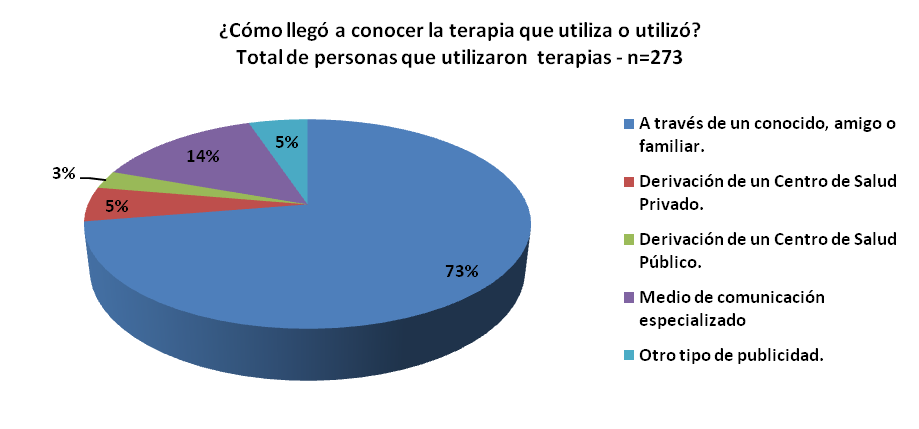 ¿Cómo llegó a conocer la terapia que utiliza o utilizó?
Total de personas que utilizaron terapias - n=273
5%
14%
3%
5%
73%
A través de un conocido, amigo o
familiar.
Derivación de un Centro de Salud
Privado.
Derivación de un Centro de Salud
Público.
Medio de comunicación
especializado
Otro tipo de publicidad.